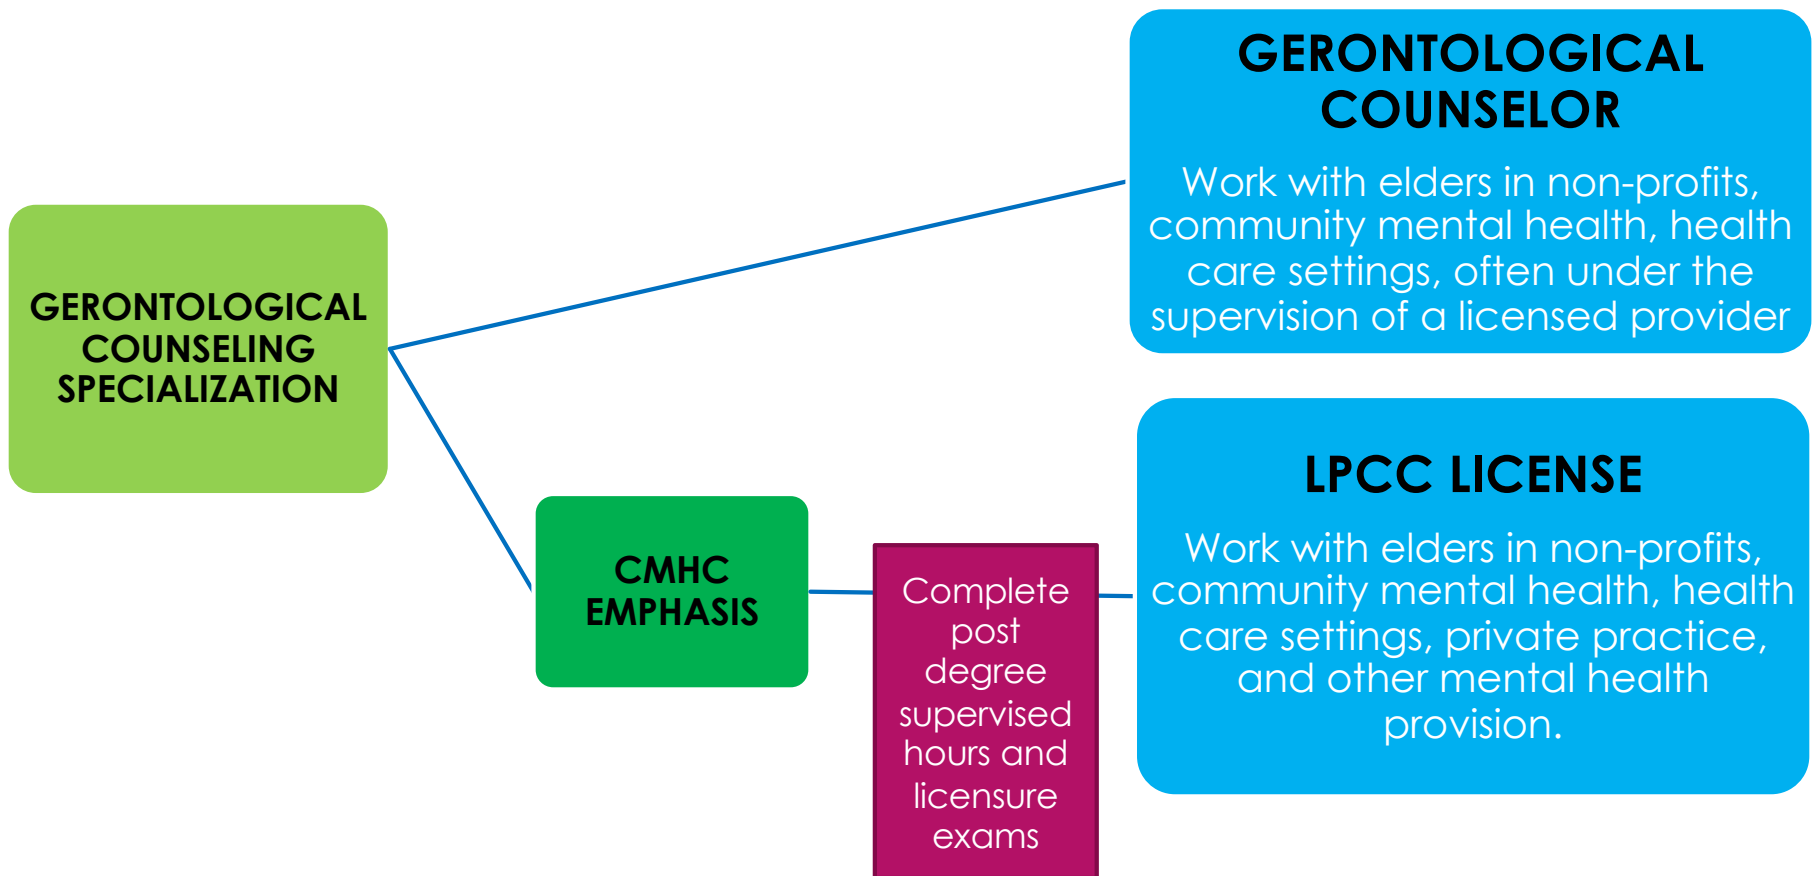 GERONTOLOGICAL
COUNSELING
SPECIALIZATION
GERONTOLOGICAL
COUNSELOR
Work with elders in non-profits,
community mental health, health
care settings, often under the
supervision of a licensed provider
CMHC
EMPHASIS
Complete
post
degree
supervised
hours and
licensure
exams
LPCC LICENSE
Work with elders in non-profits,
community mental health, health
care settings, private practice,
and other mental health
provision.